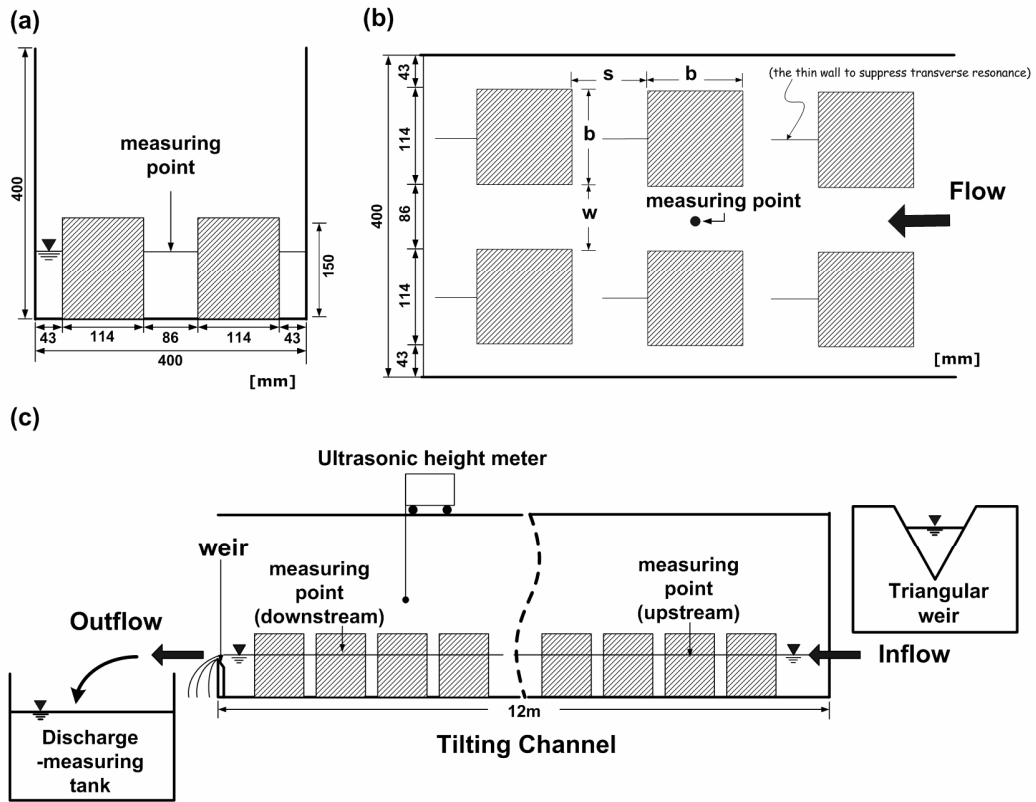 (a)
measuring
point
400
150
43
114
86
114
43
400
[mm]
(b)
43
s
b
(the thin wall to suppress transverse resonance)
114
b
400
86
w
measuring point
Flow
114
43
[mm]
(c)
Ultrasonic height meter
weir
measuring
point
(downstream)
measuring
point
(upstream)
Triangular
weir
Outflow
Inflow
12m
Discharge
-measuring
tank
Tilting Channel